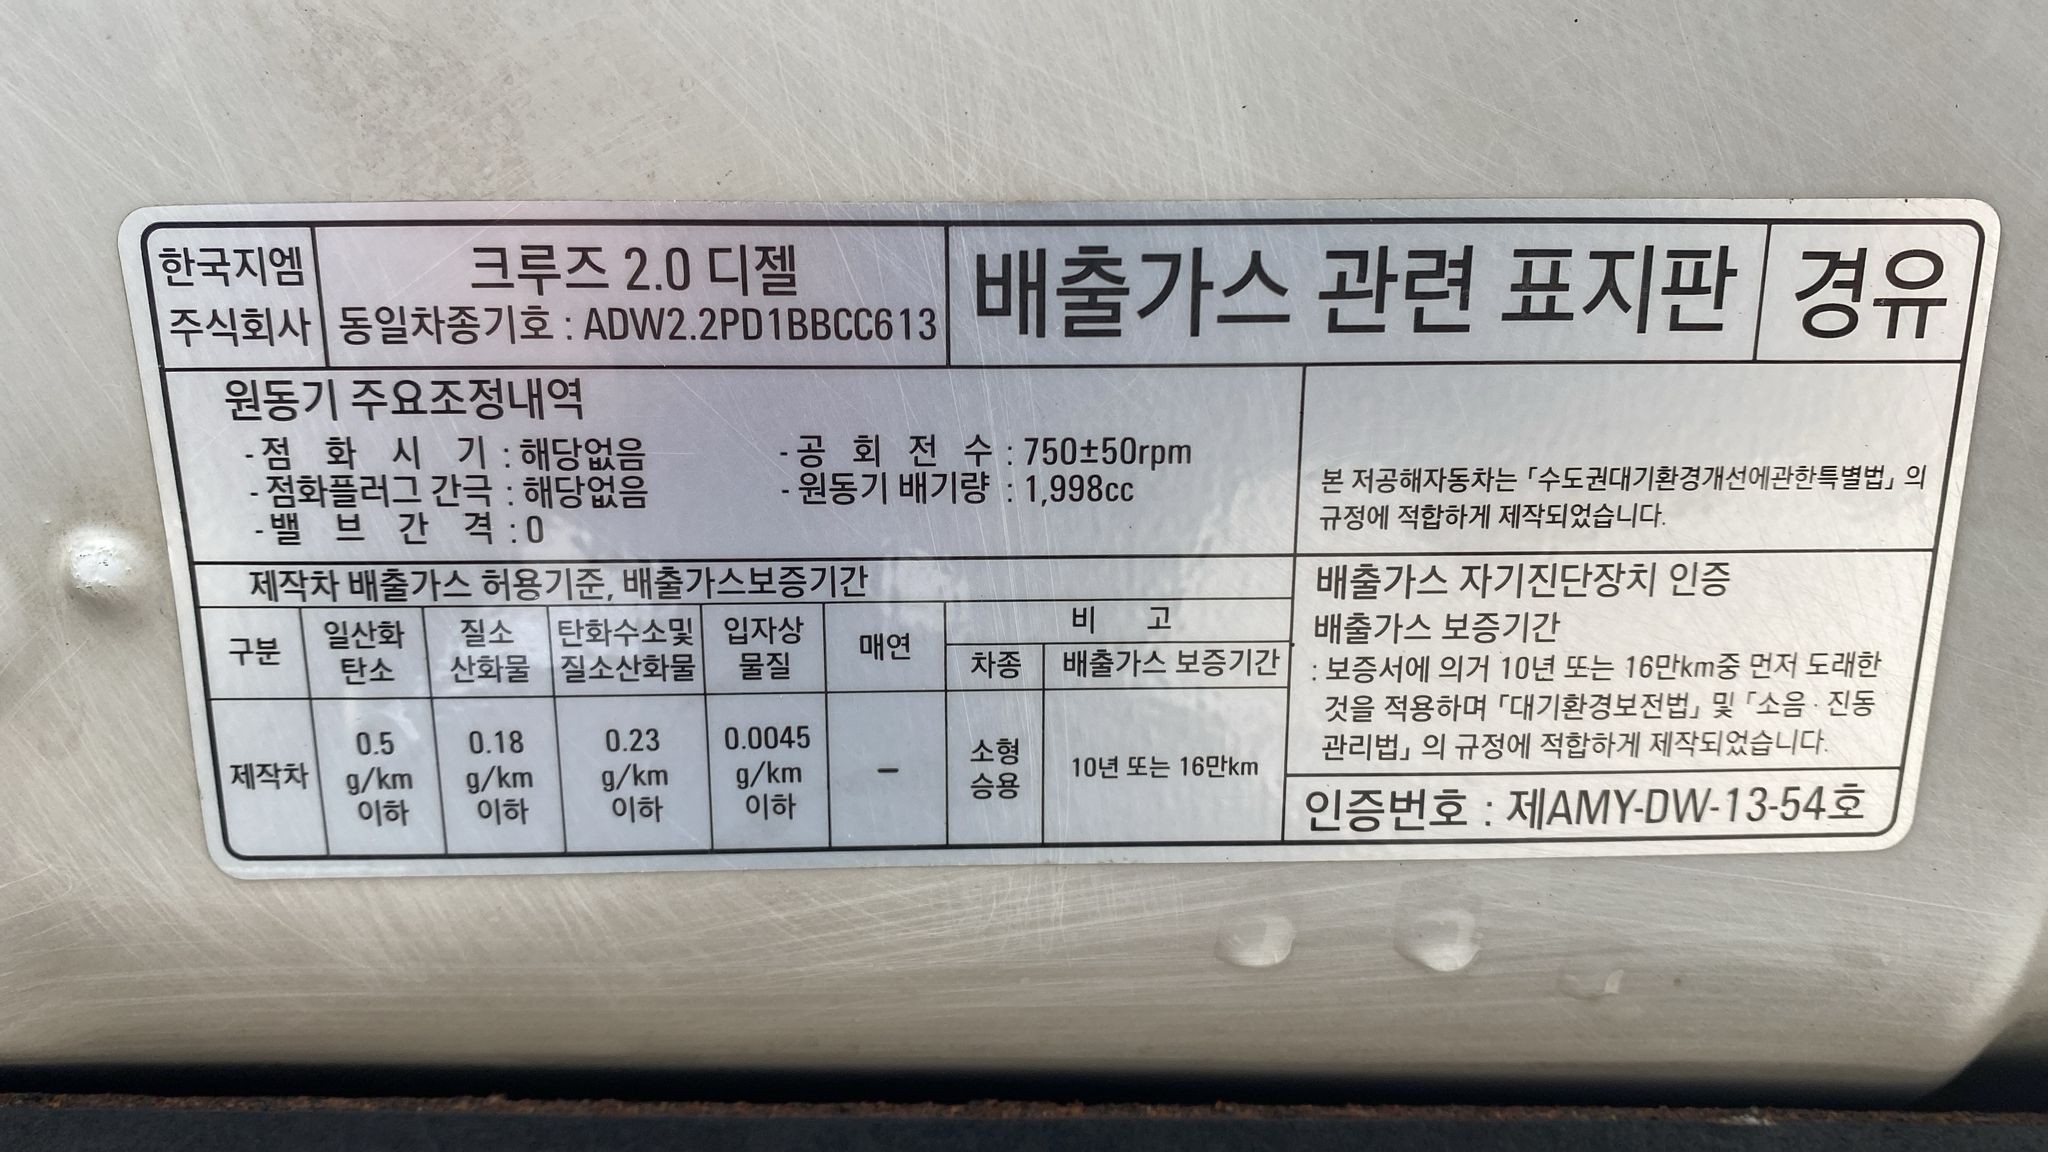 한국지엠
주식회사
크루즈 2.0 디젤
동일차종기호 : ADW2.2PD1BBCC613
배출가스 관련 표지판
경유
원동기 주요조정내역
- 점 화 시 기 : 해당없음
- 공 회 전 수 : 750±50rpm
- 점화플러그 간극 : 해당없음
- 원동기 배기량 : 1,998cc
- 밸 브 간 격 : 0
본 저공해자동차는 「수도권대기환경개선에관한특별법」의
규정에 적합하게 제작되었습니다.
제작차 배출가스 허용기준, 배출가스보증기간
구분
일산화
탄소
질소
산화물
탄화수소및
질소산화물
입자상
물질
매연
비 고
차종
배출가스 보증기간
제작차
0.5
g/km
이하
0.18
g/km
이하
0.23
g/km
이하
0.0045
g/km
이하
–
소형
승용
10년 또는 16만km
배출가스 자기진단장치 인증
배출가스 보증기간
: 보증서에 의거 10년 또는 16만km중 먼저 도래한
것을 적용하며 「대기환경보전법」 및 「소음 · 진동
관리법」의 규정에 적합하게 제작되었습니다.
인증번호 : 제AMY-DW-13-54호